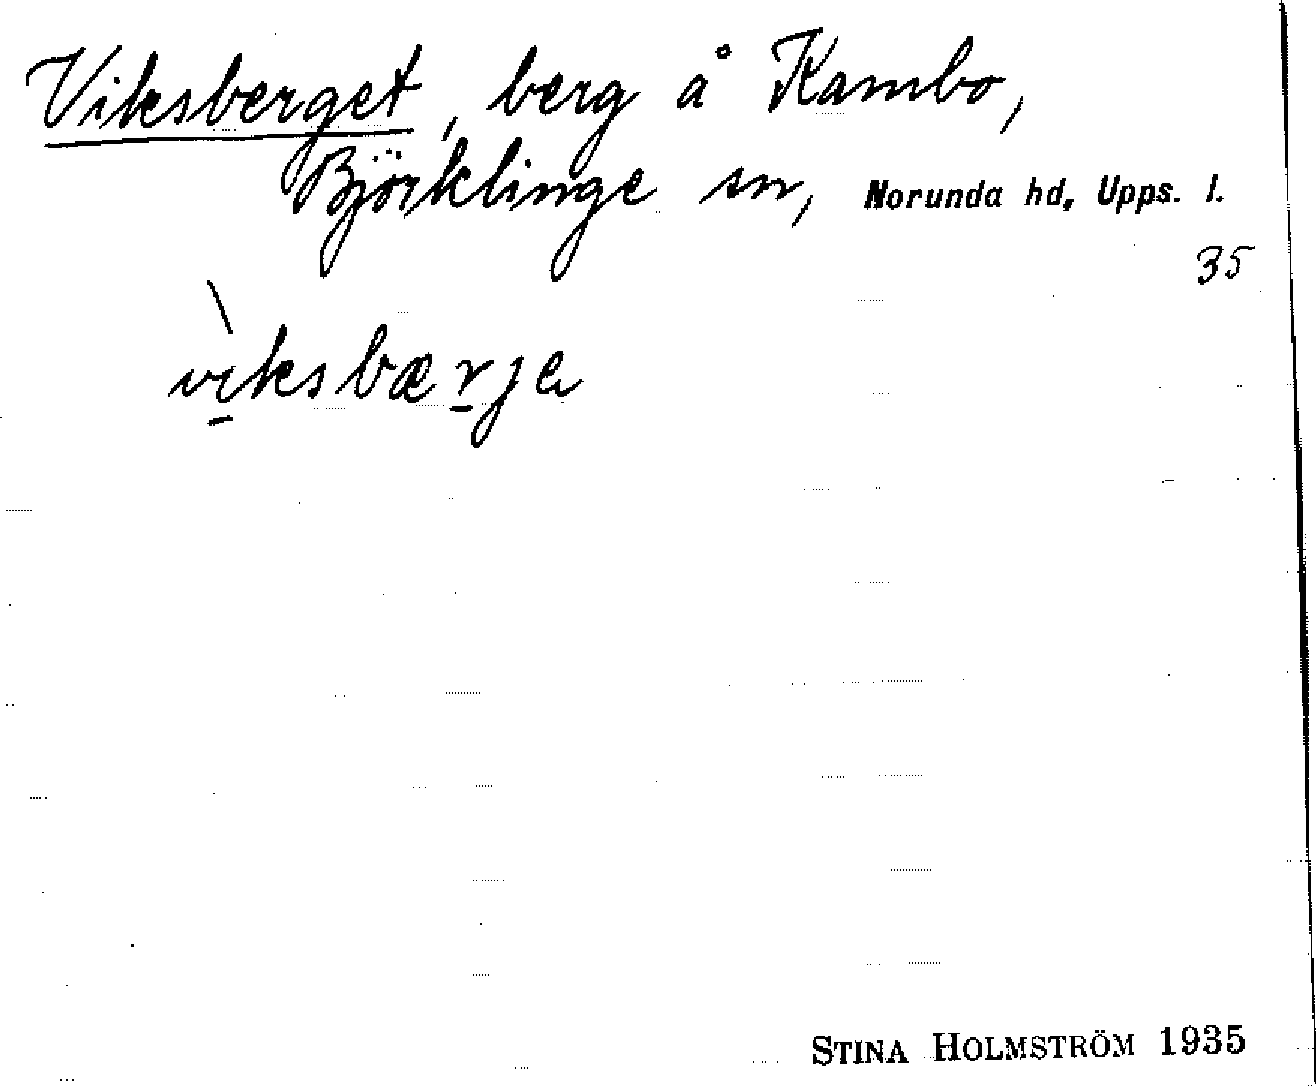 Viksberget, berg å Kambo,
Björklinge sn, Norunda hd, Upps. l.
35
vìksbærje
STINA HOLMSTRÖM 1935